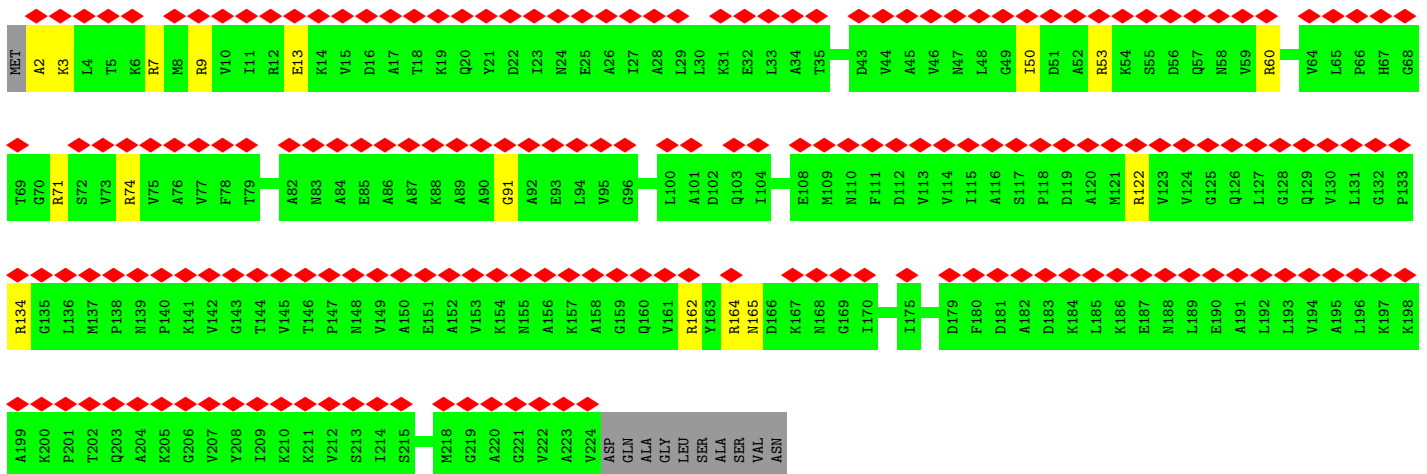 MET A2 K3 L4 T5 K6 R7 M8 R9 V10 I11 R12 E13 K14 V15 D16 A17 T18 K19 Q20 Y21 D22 I23 N24 E25 A26 I27 A28 L29 L30 K31 E32 L33 A34 T35 D43 V44 A45 V46 N47 L48 G49 I50 D51 A52 R53 K54 S55 D56 Q57 N58 V59 R60 V64 L65 P66 H67 G68
T69 G70 R71 S72 V73 R74 V75 A76 V77 F78 T79 A82 N83 A84 E85 A86 A87 K88 A89 A90 G91 A92 E93 L94 V95 G96 L100 A101 D102 Q103 I104 E108 M109 N110 F111 D112 V113 V114 I115 A116 S117 P118 D119 A120 M121 R122 V123 V124 G125 Q126 L127 G128 Q129 V130 L131 G132 P133
R134 G135 L136 M137 P138 N139 P140 K141 V142 G143 T144 V145 T146 P147 N148 V149 A150 E151 A152 V153 K154 N155 A156 K157 A158 G159 Q160 V161 R162 Y163 R164 N165 D166 K167 N168 G169 I170 I175 D179 F180 D181 A182 D183 K184 L185 K186 E187 N188 L189 E190 A191 L192 L193 V194 A195 L196 K197 K198
A199 K200 P201 T202 Q203 A204 K205 G206 V207 Y208 I209 K210 K211 V212 S213 I214 S215 M218 G219 A220 G221 V222 A223 V224 ASP GLN ALA GLY LEU SER ALA SER VAL ASN